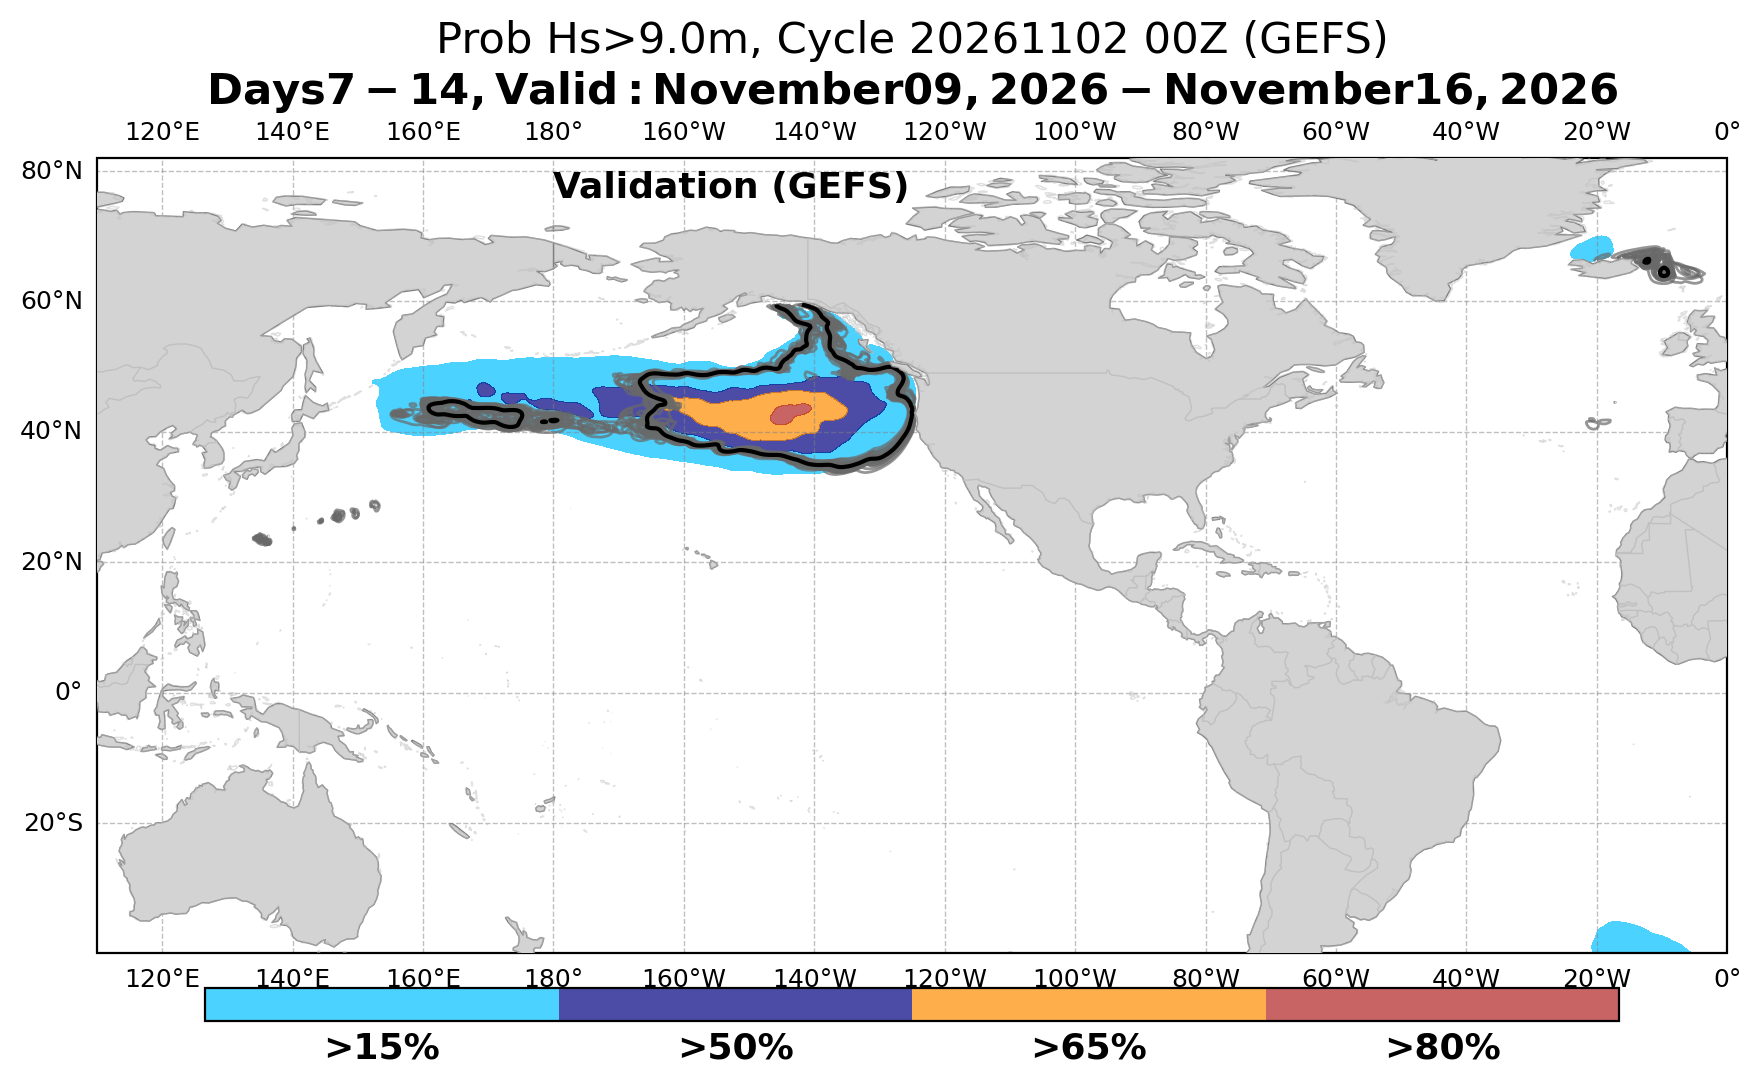 Prob Hs>9.0m, Cycle 20261102 00Z (GEFS)
Days7 − 14, Valid : November09, 2026 − November16, 2026
120°E 140°E 160°E 180° 160°W 140°W 120°W 100°W 80°W 60°W 40°W 20°W 0°
80°N
Validation (GEFS)
60°N
40°N
20°N
0°
20°S
120°E 140°E 160°E 180° 160°W 140°W 120°W 100°W 80°W 60°W 40°W 20°W 0°
>15% >50% >65% >80%